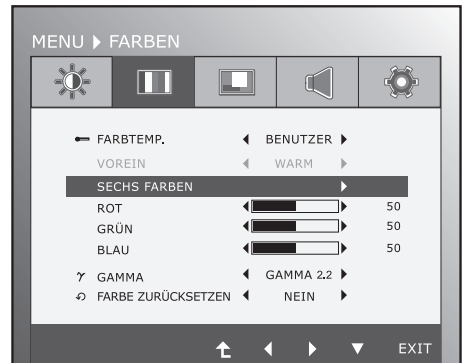 MENU ▶ FARBEN
FARBTEMP. ◀ BENUTZER ▶
VOREIN ◀ WARM ▶
SECHS FARBEN ▶
ROT ◀ ▶ 50
GRÜN ◀ ▶ 50
BLAU ◀ ▶ 50
γ GAMMA ◀ GAMMA 2.2 ▶
FARBE ZURÜCKSETZEN ◀ NEIN ▶
◀ ▶ ▼ EXIT